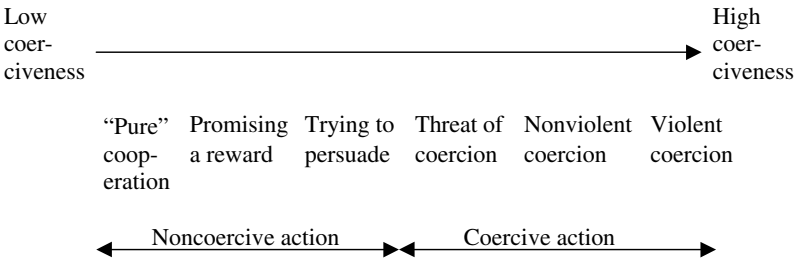 Low
coer-
civeness
High
coer-
civeness
“Pure”
coop-
eration
Promising
a reward
Trying to
persuade
Threat of
coercion
Nonviolent
coercion
Violent
coercion
Noncoercive action
Coercive action